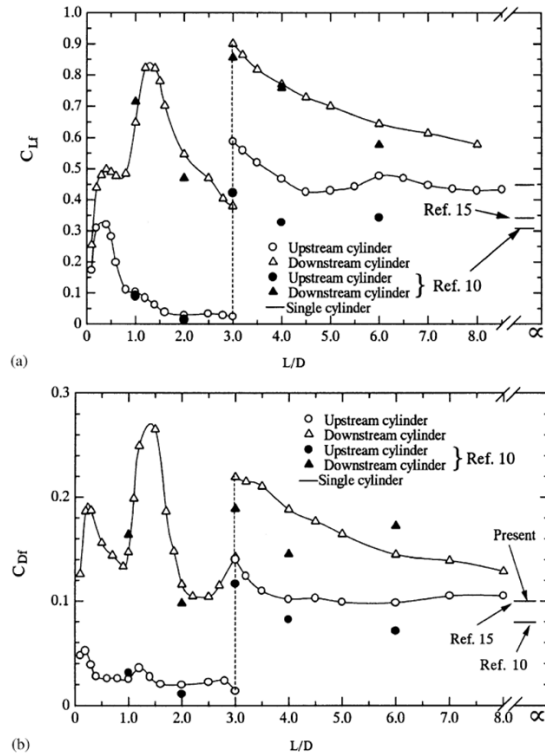 (a)
C_Lf
1.0
0.9
0.8
0.7
0.6
0.5
0.4
0.3
0.2
0.1
0
Ref. 15
Upstream cylinder
Downstream cylinder
Upstream cylinder
Downstream cylinder
} Ref. 10
Single cylinder
0 1.0 2.0 3.0 4.0 5.0 6.0 7.0 8.0 ∝
L/D
(b)
C_Df
0.3
0.2
0.1
0
Upstream cylinder
Downstream cylinder
Upstream cylinder
Downstream cylinder
} Ref. 10
Single cylinder
Present
Ref. 15
Ref. 10
0 1.0 2.0 3.0 4.0 5.0 6.0 7.0 8.0 ∝
L/D